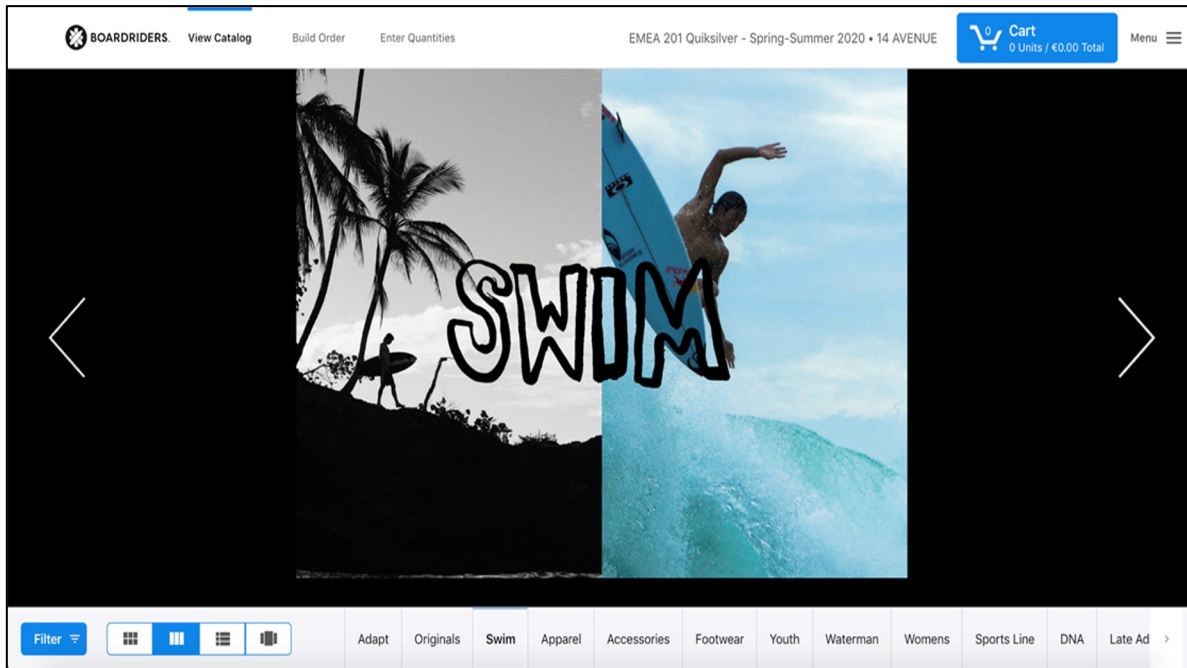 BOARDRIDERS.
View Catalog
Build Order
Enter Quantities
EMEA 201 Quiksilver - Spring-Summer 2020 • 14 AVENUE
0
Cart
0 Units / €0.00 Total
Menu
SWIM
Filter
Adapt
Originals
Swim
Apparel
Accessories
Footwear
Youth
Waterman
Womens
Sports Line
DNA
Late Ad